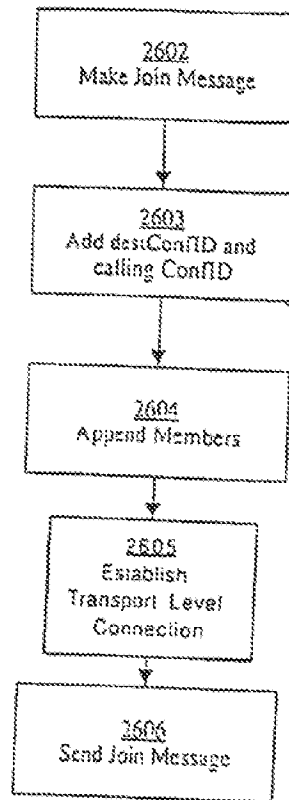 2602
Make Join Message
2603
Add destConfID and
calling ConfID
2604
Append Members
2605
Establish
Transport Level
Connection
2606
Send Join Message